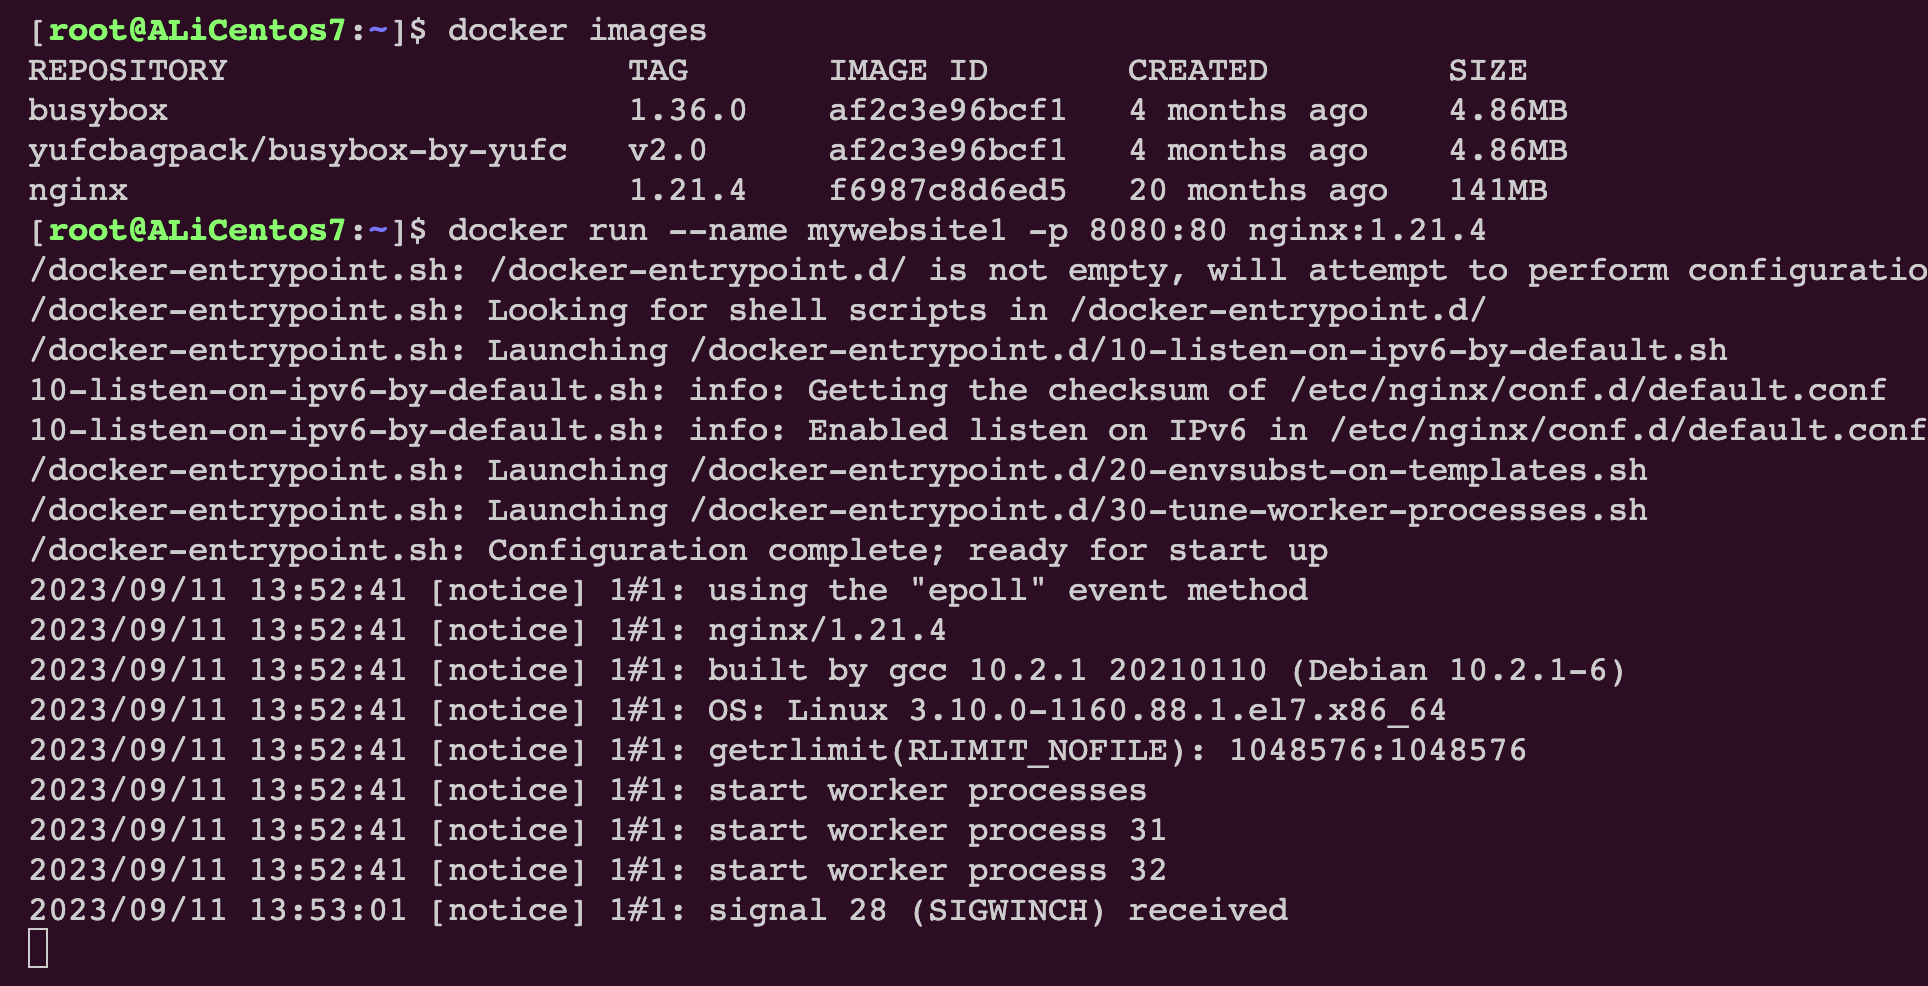 [root@ALiCentos7:~]$ docker images
REPOSITORY                    TAG       IMAGE ID       CREATED         SIZE
busybox                       1.36.0    af2c3e96bcf1   4 months ago    4.86MB
yufcbagpack/busybox-by-yufc   v2.0      af2c3e96bcf1   4 months ago    4.86MB
nginx                         1.21.4    f6987c8d6ed5   20 months ago   141MB
[root@ALiCentos7:~]$ docker run --name mywebsite1 -p 8080:80 nginx:1.21.4
/docker-entrypoint.sh: /docker-entrypoint.d/ is not empty, will attempt to perform configuratio
/docker-entrypoint.sh: Looking for shell scripts in /docker-entrypoint.d/
/docker-entrypoint.sh: Launching /docker-entrypoint.d/10-listen-on-ipv6-by-default.sh
10-listen-on-ipv6-by-default.sh: info: Getting the checksum of /etc/nginx/conf.d/default.conf
10-listen-on-ipv6-by-default.sh: info: Enabled listen on IPv6 in /etc/nginx/conf.d/default.conf
/docker-entrypoint.sh: Launching /docker-entrypoint.d/20-envsubst-on-templates.sh
/docker-entrypoint.sh: Launching /docker-entrypoint.d/30-tune-worker-processes.sh
/docker-entrypoint.sh: Configuration complete; ready for start up
2023/09/11 13:52:41 [notice] 1#1: using the "epoll" event method
2023/09/11 13:52:41 [notice] 1#1: nginx/1.21.4
2023/09/11 13:52:41 [notice] 1#1: built by gcc 10.2.1 20210110 (Debian 10.2.1-6)
2023/09/11 13:52:41 [notice] 1#1: OS: Linux 3.10.0-1160.88.1.el7.x86_64
2023/09/11 13:52:41 [notice] 1#1: getrlimit(RLIMIT_NOFILE): 1048576:1048576
2023/09/11 13:52:41 [notice] 1#1: start worker processes
2023/09/11 13:52:41 [notice] 1#1: start worker process 31
2023/09/11 13:52:41 [notice] 1#1: start worker process 32
2023/09/11 13:53:01 [notice] 1#1: signal 28 (SIGWINCH) received